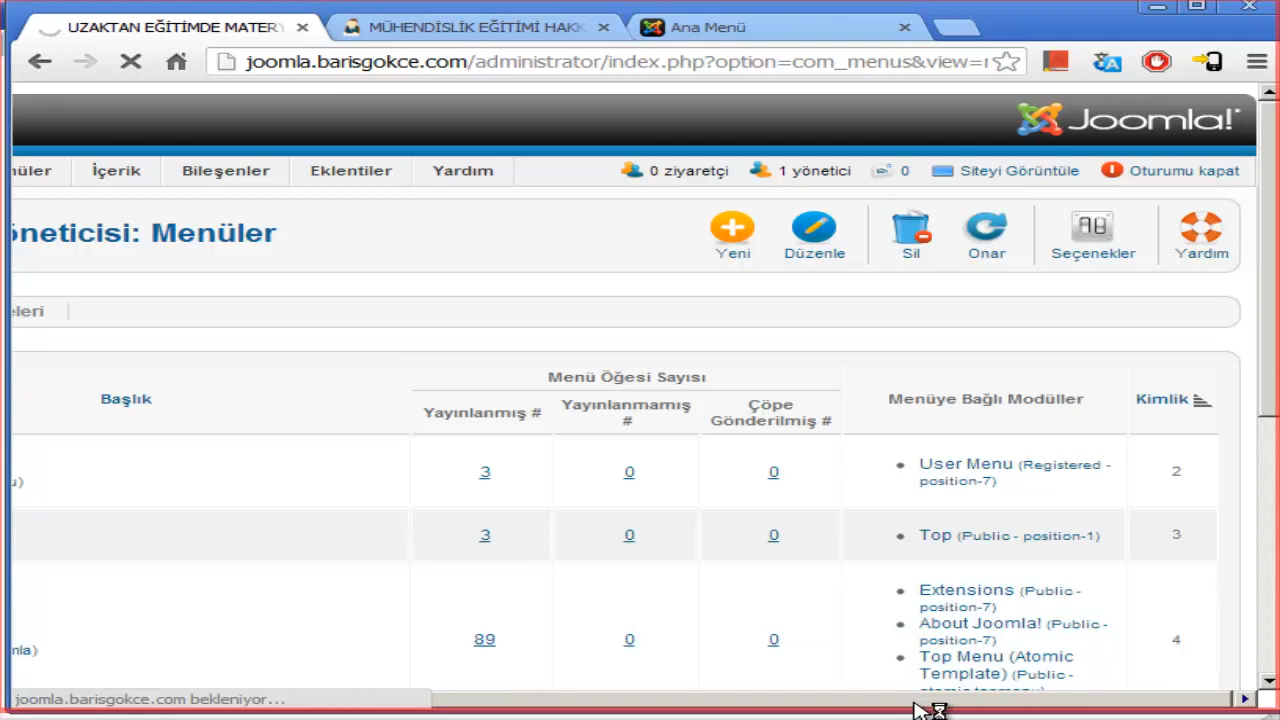 UZAKTAN EĞİTİMDE MATERY
MÜHENDİSLİK EĞİTİMİ HAKK
Ana Menü
joomla.barisgokce.com/administrator/index.php?option=com_menus&view=r
Joomla!
nüler
İçerik
Bileşenler
Eklentiler
Yardım
0 ziyaretçi
1 yönetici
0
Siteyi Görüntüle
Oturumu kapat
öneticisi: Menüler
Yeni
Düzenle
Sil
Onar
Seçenekler
Yardım
eleri
Menü Öğesi Sayısı
Başlık
Yayınlanmış #
Yayınlanmamış
#
Çöpe
Gönderilmiş #
Menüye Bağlı Modüller
Kimlik
u)
3
0
0
User Menu (Registered -
position-7)
2
3
0
0
Top (Public - position-1)
3
nla)
89
0
0
Extensions (Public -
position-7)
About Joomla! (Public -
position-7)
Top Menu (Atomic
Template) (Public -
atomic-topmenu)
4
joomla.barisgokce.com bekleniyor...